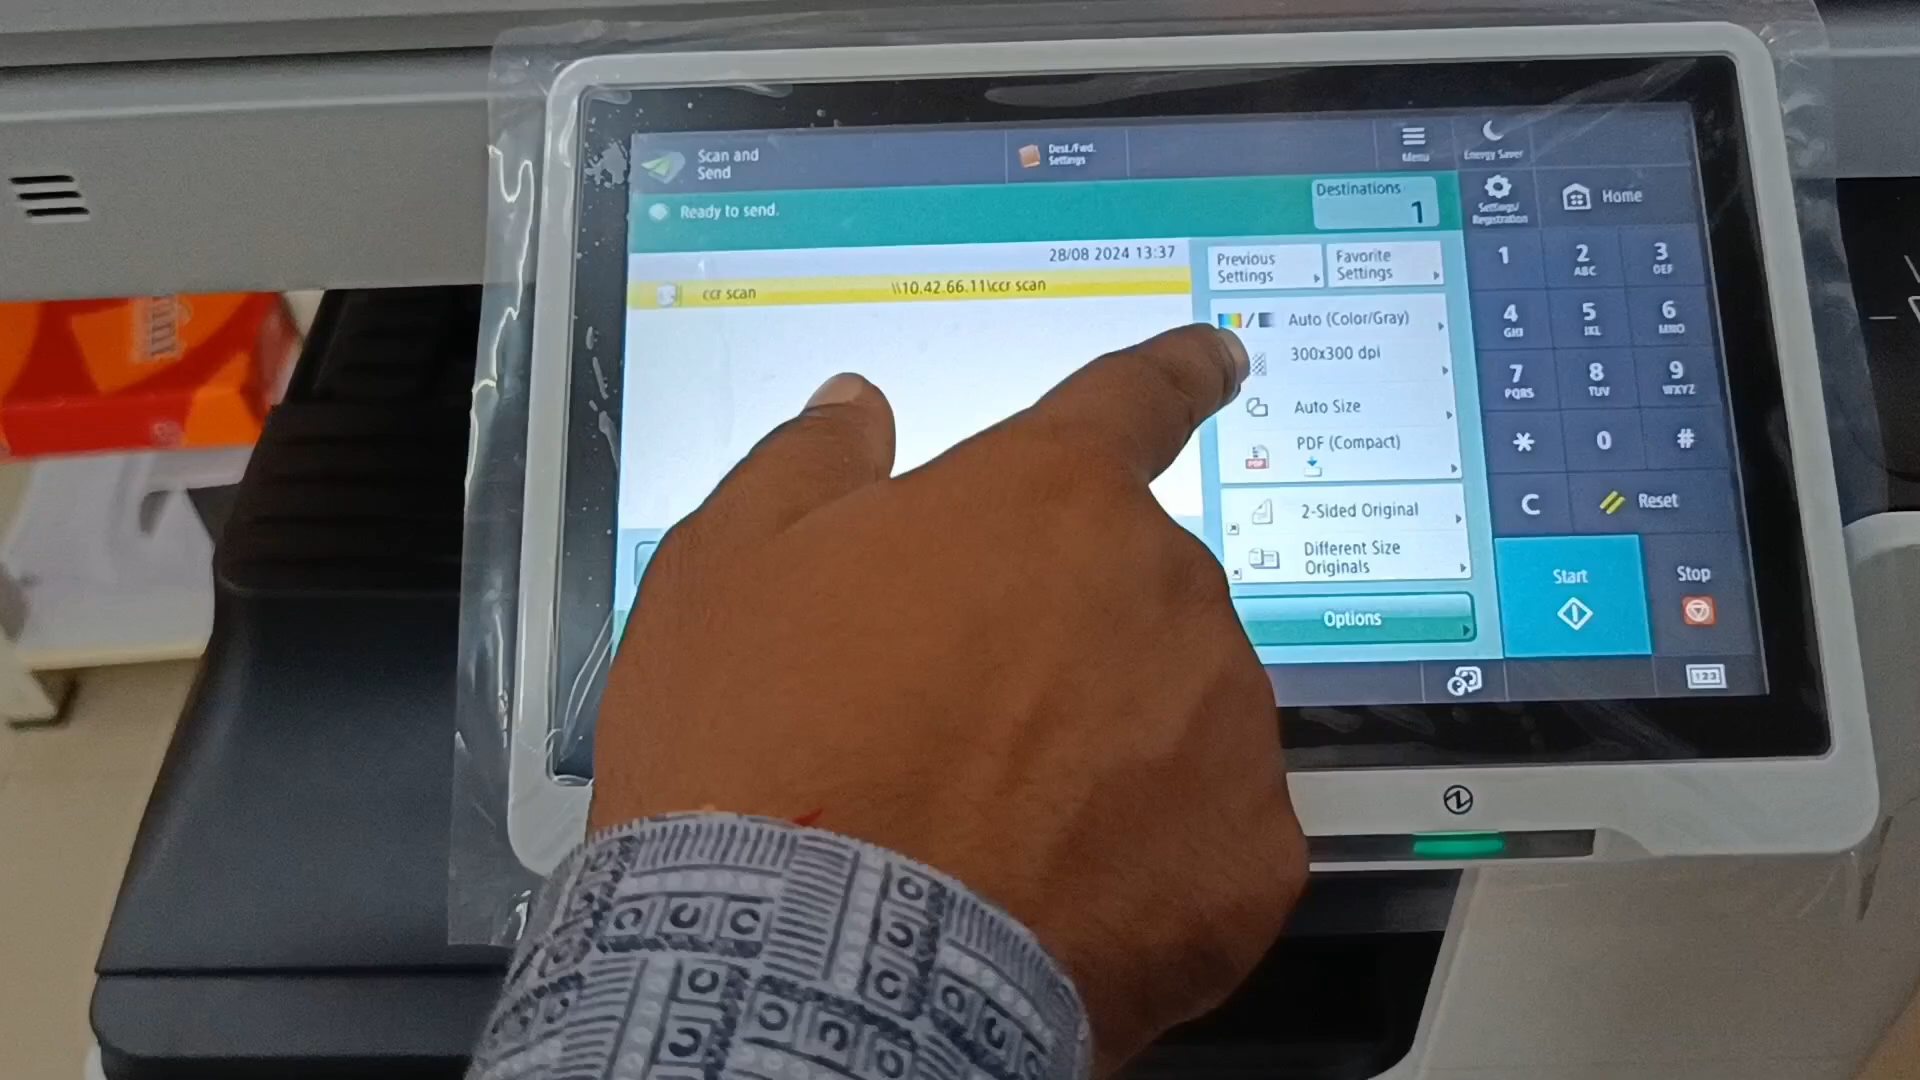 Scan and
Send
Dest./Fwd.
Settings
Menu
Energy Saver
Ready to send.
Destinations
1
Settings/
Registration
Home
28/08 2024 13:37
ccr scan
\\10.42.66.11\ccr scan
Previous
Settings
Favorite
Settings
Auto (Color/Gray)
300x300 dpi
Auto Size
PDF (Compact)
PDF
2-Sided Original
Different Size
Originals
Options
1
2
ABC
3
DEF
4
GHI
5
JKL
6
MNO
7
PQRS
8
TUV
9
WXYZ
*
0
#
C
Reset
Start
Stop
123